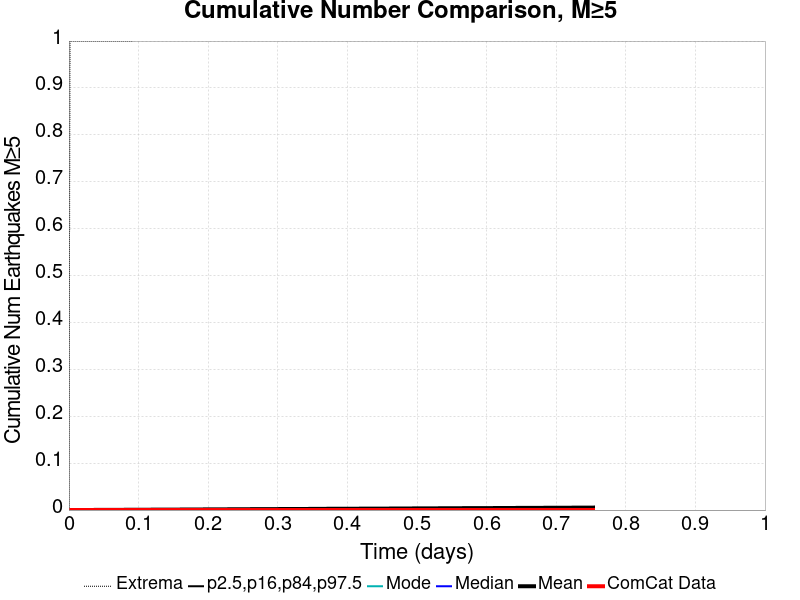 Cumulative Number Comparison, M≥5
Cumulative Num Earthquakes M≥5
1
0.9
0.8
0.7
0.6
0.5
0.4
0.3
0.2
0.1
0
0 0.1 0.2 0.3 0.4 0.5 0.6 0.7 0.8 0.9 1
Time (days)
Extrema p2.5,p16,p84,p97.5 Mode Median Mean ComCat Data